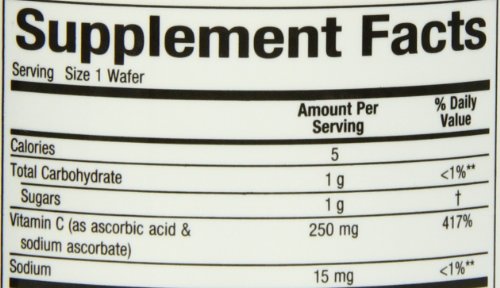 Supplement Facts
Serving Size 1 Wafer
Amount Per Serving % Daily Value
Calories 5
Total Carbohydrate 1 g <1%**
Sugars 1 g †
Vitamin C (as ascorbic acid & sodium ascorbate) 250 mg 417%
Sodium 15 mg <1%**